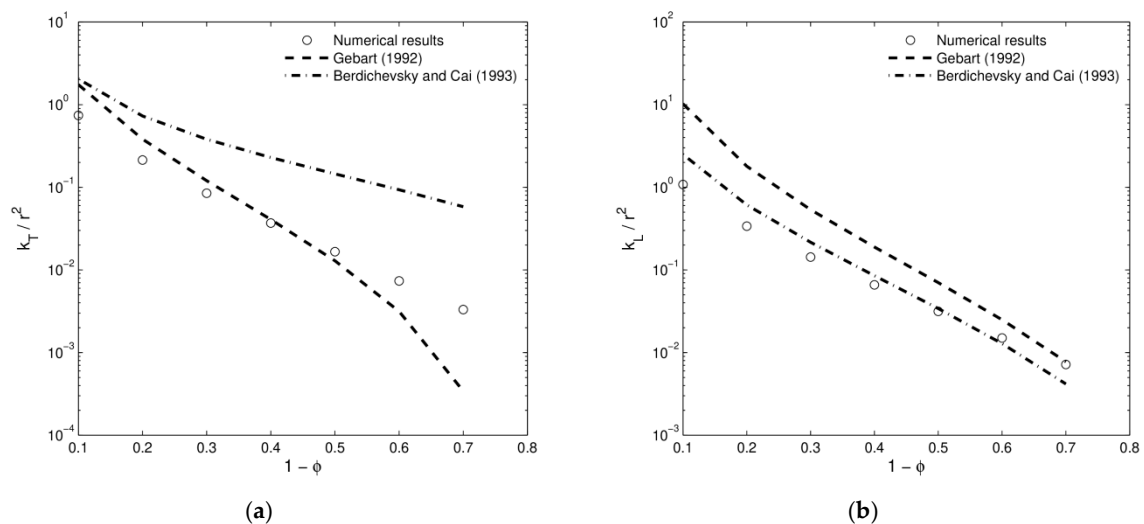 10^1
10^0
10^-1
10^-2
10^-3
10^-4
k_T / r^2
0.1 0.2 0.3 0.4 0.5 0.6 0.7 0.8
1 − ϕ
Numerical results
Gebart (1992)
Berdichevsky and Cai (1993)
(a)
10^2
10^1
10^0
10^-1
10^-2
10^-3
k_L / r^2
0.1 0.2 0.3 0.4 0.5 0.6 0.7 0.8
1 − ϕ
Numerical results
Gebart (1992)
Berdichevsky and Cai (1993)
(b)